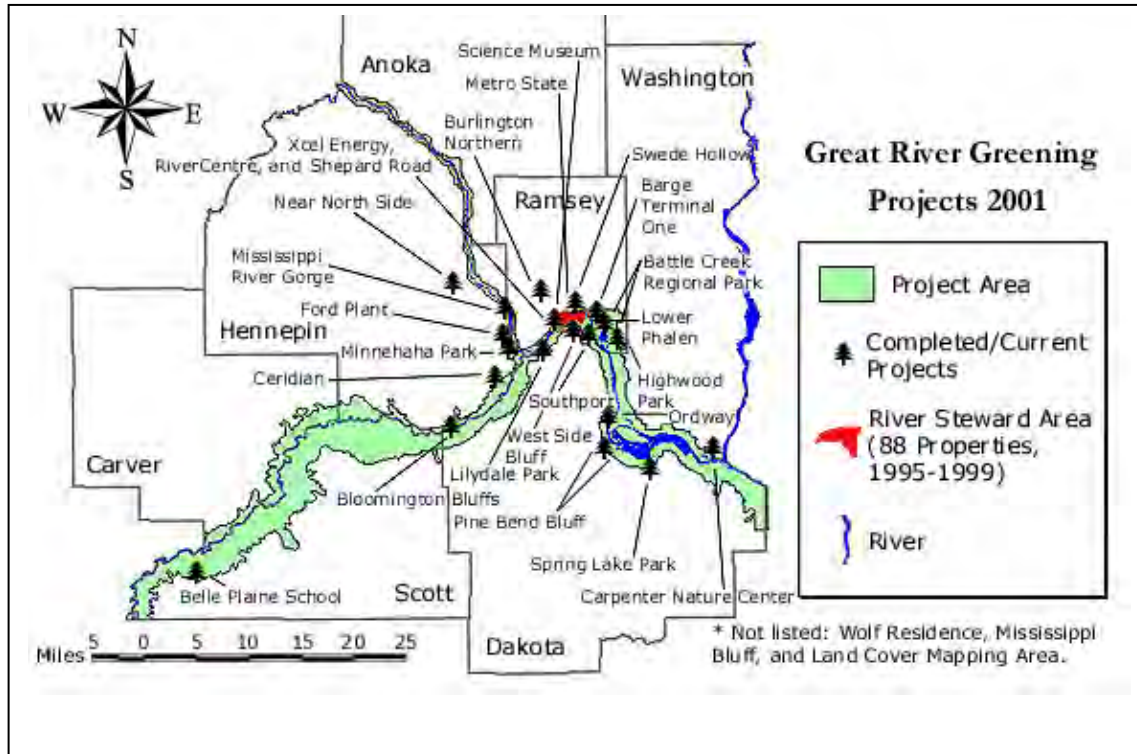 N
W
E
S
Anoka
Science Museum
Metro State
Washington
Burlington
Northern
Xcel Energy,
RiverCentre, and Shepard Road
Swede Hollow
Near North Side
Ramsey
Barge
Terminal
One
Mississippi
River Gorge
Battle Creek
Regional Park
Ford Plant
Hennepin
Lower
Phalen
Minnehaha Park
Ceridian
Highwood
Park
Southport
Ordway
West Side
Bluff
Carver
Lilydale Park
Bloomington Bluffs
Pine Bend Bluff
Spring Lake Park
Belle Plaine School
Scott
Carpenter Nature Center
Dakota
Miles
5 0 5 10 15 20 25
Great River Greening
Projects 2001
Project Area
Completed/Current
Projects
River Steward Area
(88 Properties,
1995-1999)
River
* Not listed: Wolf Residence, Mississippi
Bluff, and Land Cover Mapping Area.